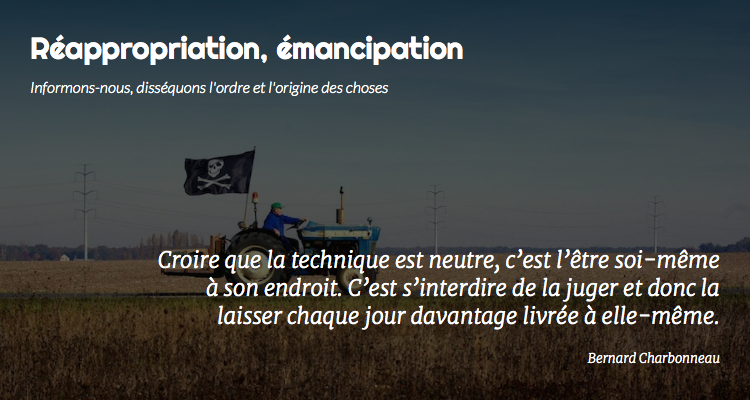 Réappropriation, émancipation
Informons-nous, disséquons l'ordre et l'origine des choses
Croire que la technique est neutre, c’est l’être soi-même
à son endroit. C’est s’interdire de la juger et donc la
laisser chaque jour davantage livrée à elle-même.
Bernard Charbonneau